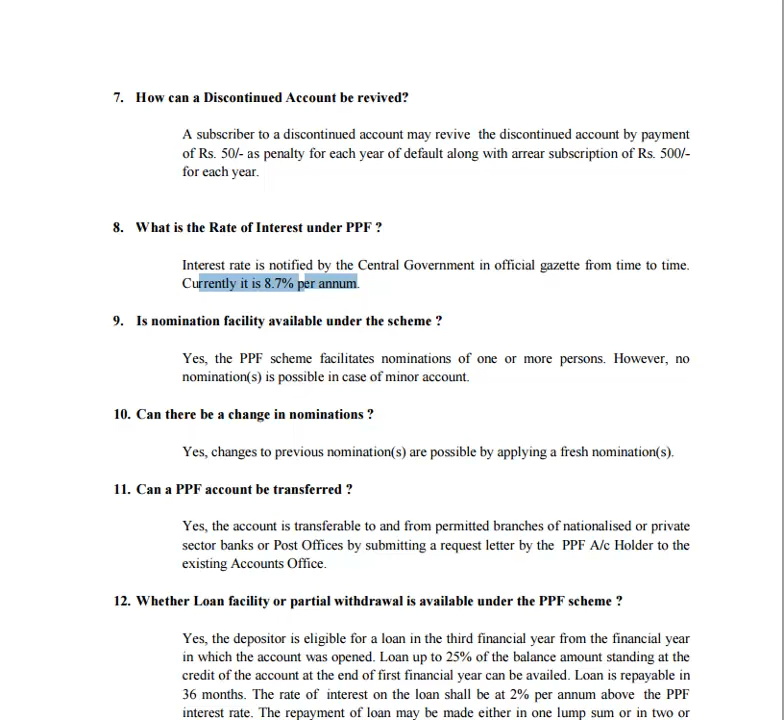 7. How can a Discontinued Account be revived?
A subscriber to a discontinued account may revive the discontinued account by payment
of Rs. 50/- as penalty for each year of default along with arrear subscription of Rs. 500/-
for each year.
8. What is the Rate of Interest under PPF ?
Interest rate is notified by the Central Government in official gazette from time to time.
Currently it is 8.7% per annum.
9. Is nomination facility available under the scheme ?
Yes, the PPF scheme facilitates nominations of one or more persons. However, no
nomination(s) is possible in case of minor account.
10. Can there be a change in nominations ?
Yes, changes to previous nomination(s) are possible by applying a fresh nomination(s).
11. Can a PPF account be transferred ?
Yes, the account is transferable to and from permitted branches of nationalised or private
sector banks or Post Offices by submitting a request letter by the PPF A/c Holder to the
existing Accounts Office.
12. Whether Loan facility or partial withdrawal is available under the PPF scheme ?
Yes, the depositor is eligible for a loan in the third financial year from the financial year
in which the account was opened. Loan up to 25% of the balance amount standing at the
credit of the account at the end of first financial year can be availed. Loan is repayable in
36 months. The rate of interest on the loan shall be at 2% per annum above the PPF
interest rate. The repayment of loan may be made either in one lump sum or in two or